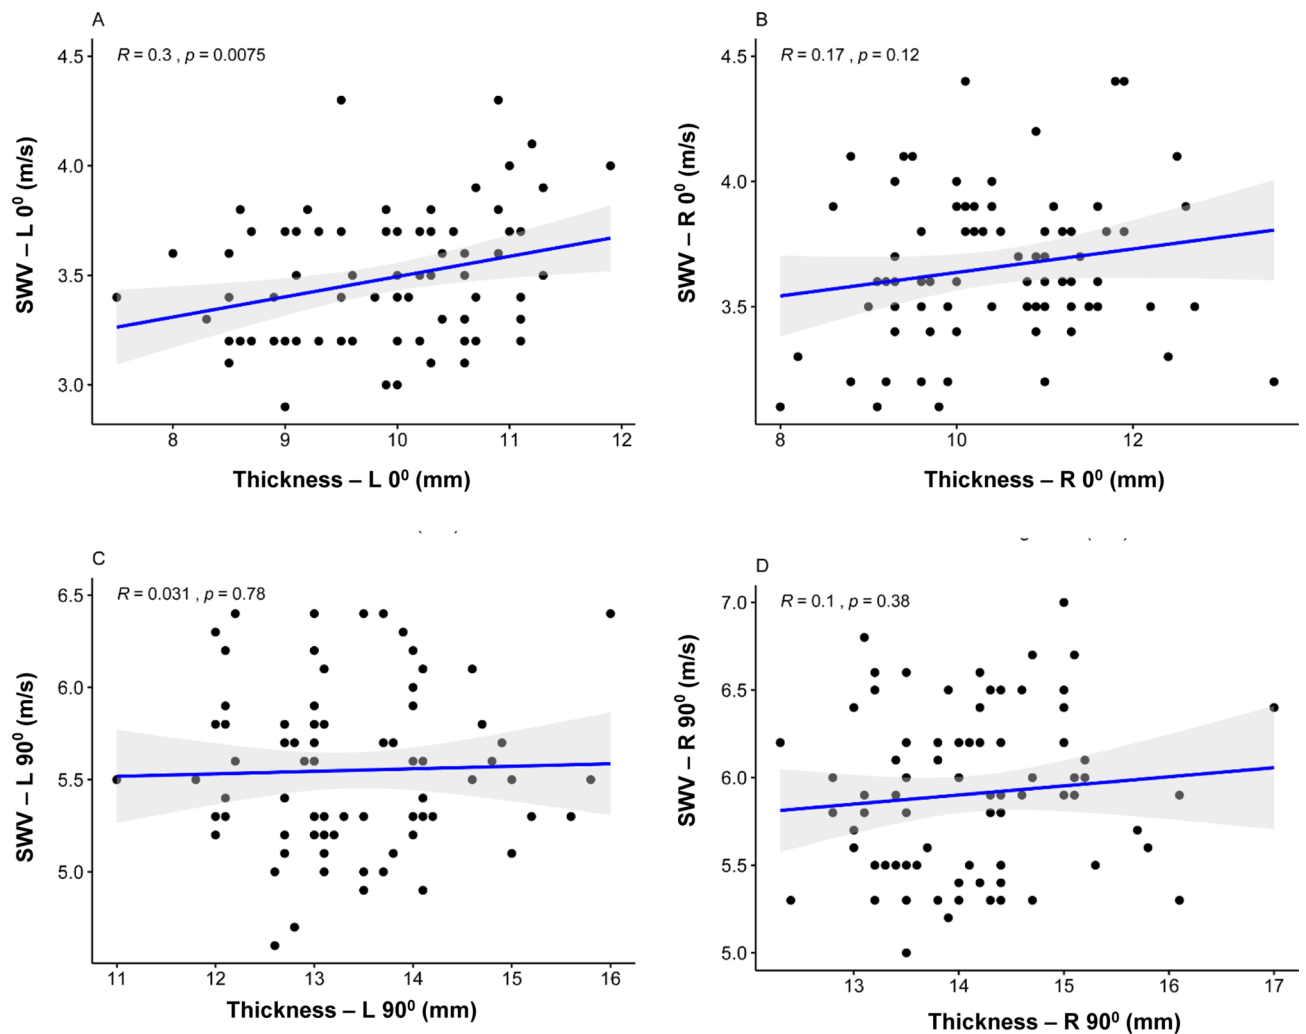 A
R = 0.3 , p = 0.0075
4.5
4.0
3.5
3.0
SWV – L 0⁰ (m/s)
8 9 10 11 12
Thickness – L 0⁰ (mm)
B
R = 0.17 , p = 0.12
4.5
4.0
3.5
SWV – R 0⁰ (m/s)
8 10 12
Thickness – R 0⁰ (mm)
C
R = 0.031 , p = 0.78
6.5
6.0
5.5
5.0
SWV – L 90⁰ (m/s)
11 12 13 14 15 16
Thickness – L 90⁰ (mm)
D
R = 0.1 , p = 0.38
7.0
6.5
6.0
5.5
5.0
SWV – R 90⁰ (m/s)
13 14 15 16 17
Thickness – R 90⁰ (mm)